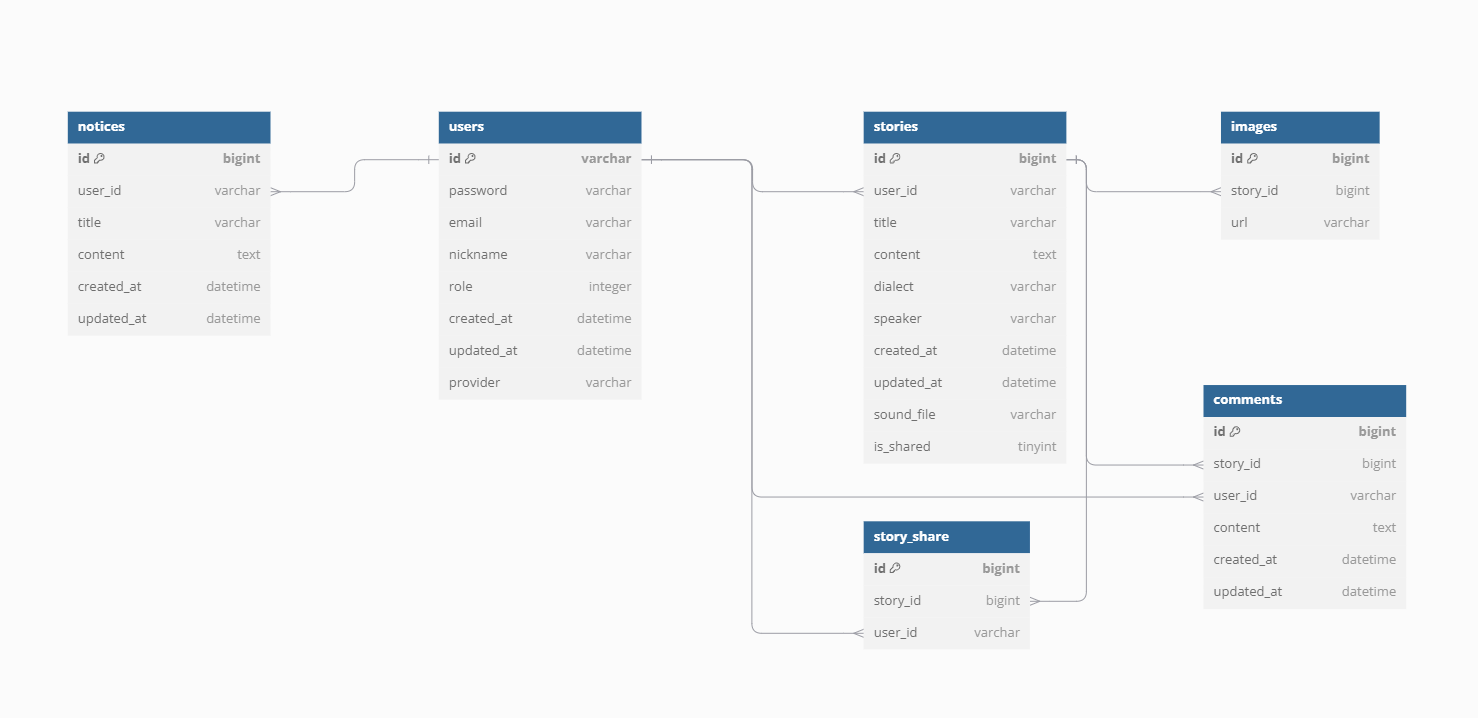 notices
id bigint
user_id varchar
title varchar
content text
created_at datetime
updated_at datetime
users
id varchar
password varchar
email varchar
nickname varchar
role integer
created_at datetime
updated_at datetime
provider varchar
stories
id bigint
user_id varchar
title varchar
content text
dialect varchar
speaker varchar
created_at datetime
updated_at datetime
sound_file varchar
is_shared tinyint
images
id bigint
story_id bigint
url varchar
comments
id bigint
story_id bigint
user_id varchar
content text
created_at datetime
updated_at datetime
story_share
id bigint
story_id bigint
user_id varchar